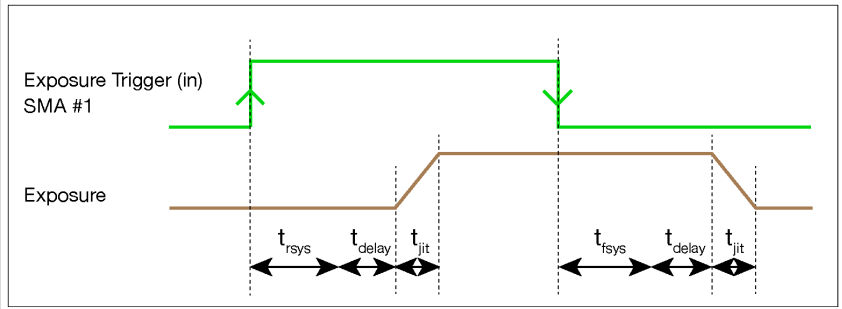 Exposure Trigger (in)
SMA #1
Exposure
trsys tdelay tjit tfsys tdelay tjit